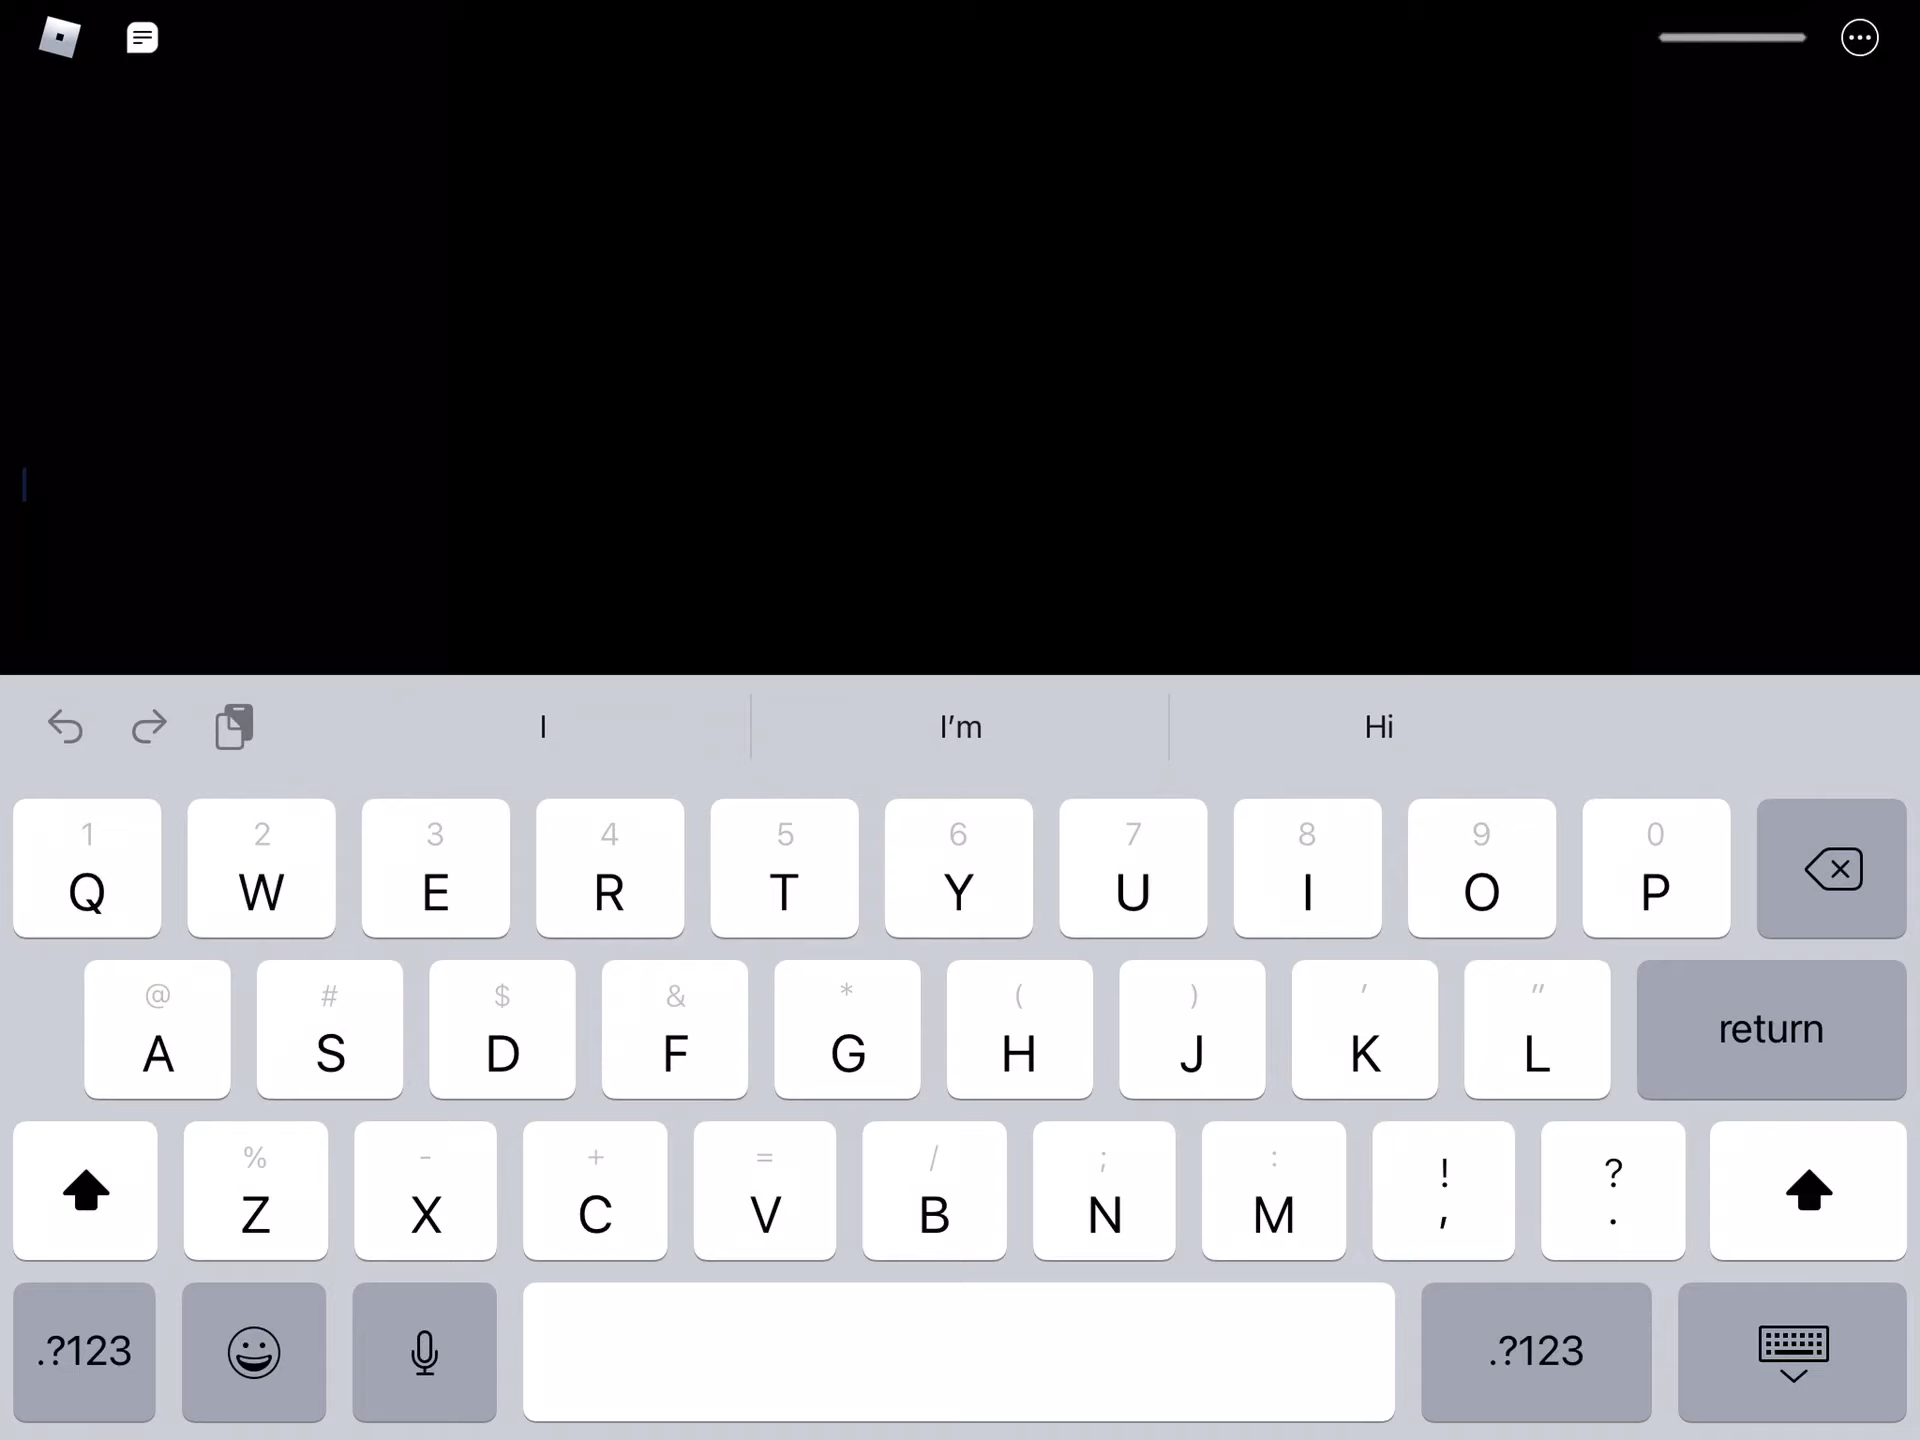 I I’m Hi
1 2 3 4 5 6 7 8 9 0
Q W E R T Y U I O P
@ # $ & * ( ) ' "
A S D F G H J K L return
% - + = / ; : ! ?
Z X C V B N M , .
.?123 .?123